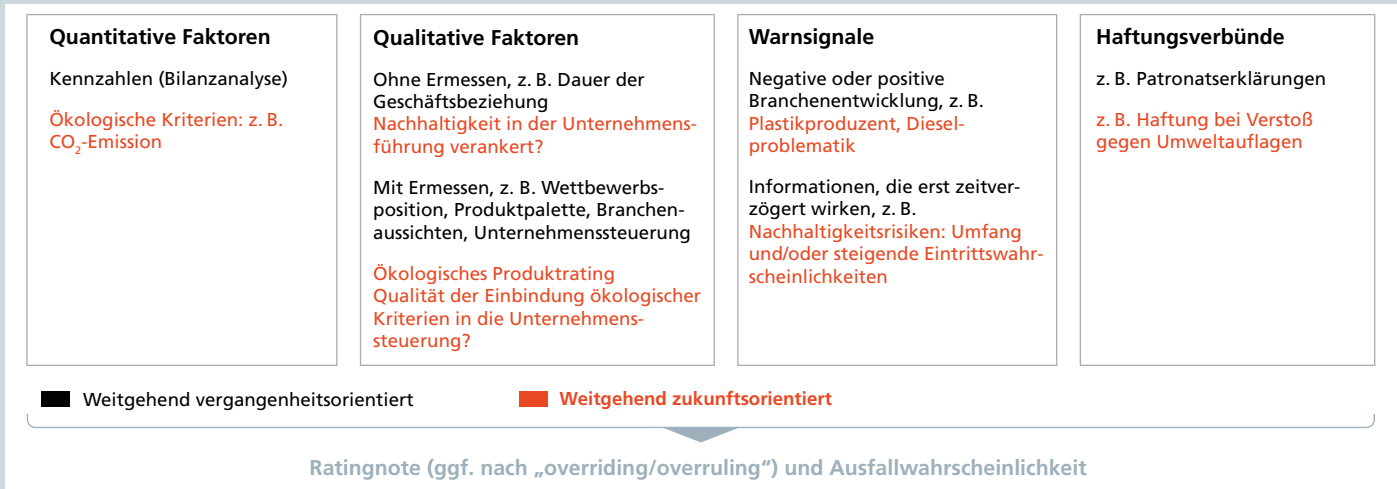 Quantitative Faktoren
Kennzahlen (Bilanzanalyse)
Ökologische Kriterien: z. B.
CO₂-Emission
Qualitative Faktoren
Ohne Ermessen, z. B. Dauer der
Geschäftsbeziehung
Nachhaltigkeit in der Unternehmens-
führung verankert?
Mit Ermessen, z. B. Wettbewerbs-
position, Produktpalette, Branchen-
aussichten, Unternehmenssteuerung
Ökologisches Produktrating
Qualität der Einbindung ökologischer
Kriterien in die Unternehmens-
steuerung?
Warnsignale
Negative oder positive
Branchenentwicklung, z. B.
Plastikproduzent, Diesel-
problematik
Informationen, die erst zeitver-
zögert wirken, z. B.
Nachhaltigkeitsrisiken: Umfang
und/oder steigende Eintrittswahr-
scheinlichkeiten
Haftungsverbünde
z. B. Patronatserklärungen
z. B. Haftung bei Verstoß
gegen Umweltauflagen
Weitgehend vergangenheitsorientiert
Weitgehend zukunftsorientiert
Ratingnote (ggf. nach „overriding/overruling“) und Ausfallwahrscheinlichkeit